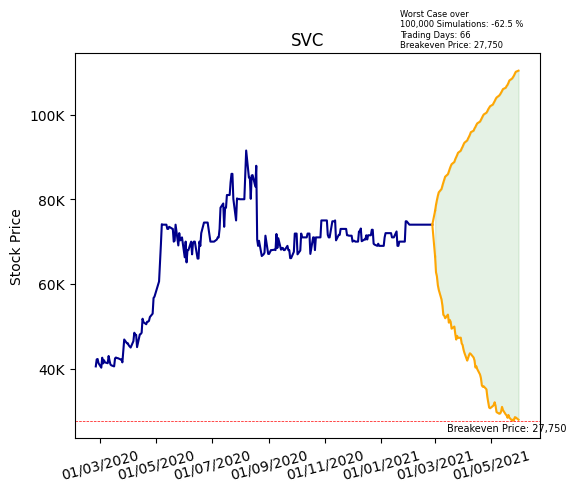 Worst Case over
100,000 Simulations: -62.5 %
Trading Days: 66
Breakeven Price: 27,750
SVC
Stock Price
100K
80K
60K
40K
Breakeven Price: 27,750
01/03/2020
01/05/2020
01/07/2020
01/09/2020
01/11/2020
01/01/2021
01/03/2021
01/05/2021